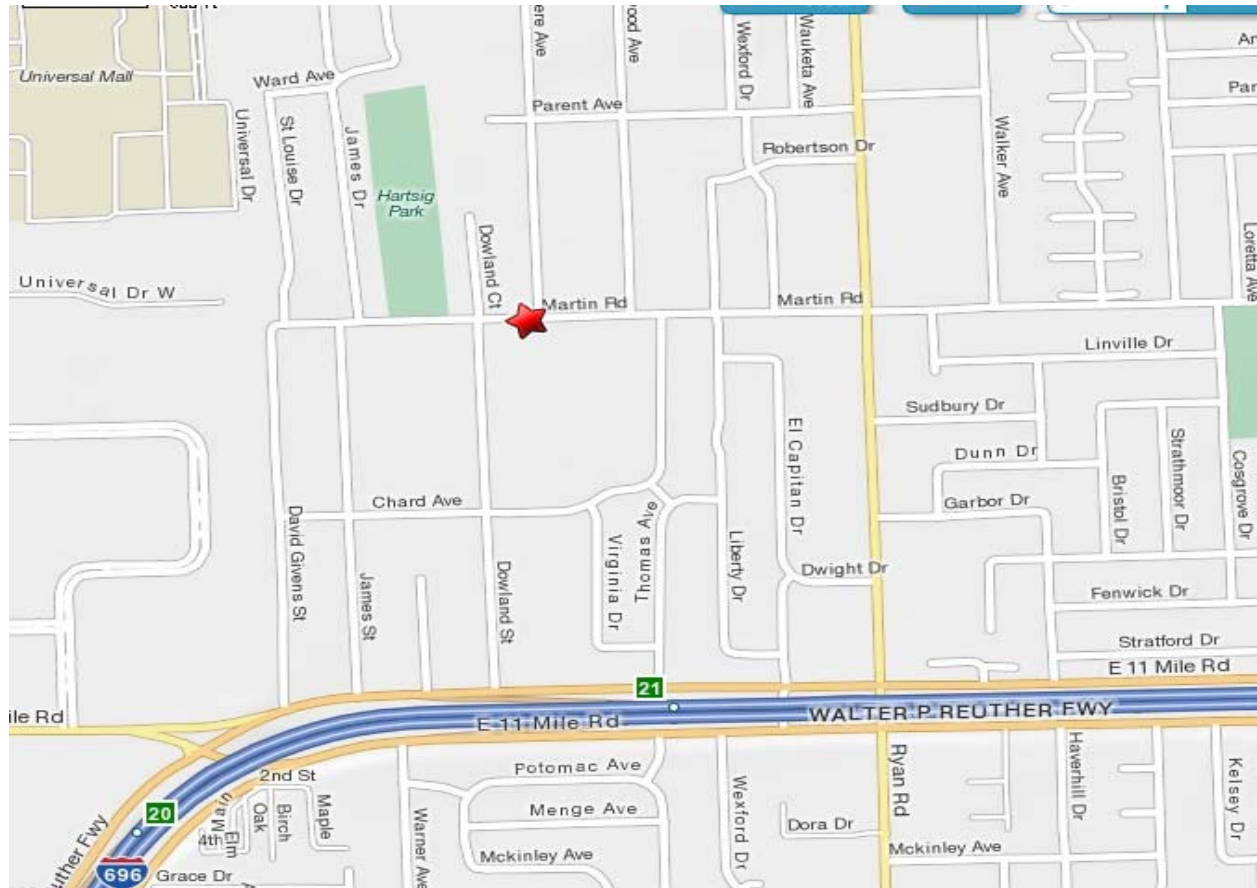 Universal Mall
Ward Ave
Universal Dr
St Louise Dr
James Dr
Hartsig
Park
Parent Ave
Wexford Dr
Wauketa Ave
Robertson Dr
Walker Ave
Loretta Ave
Dowland Ct
Universal Dr W
Martin Rd
Martin Rd
Linville Dr
Sudbury Dr
El Capitan Dr
Dunn Dr
Strathmoor Dr
Cosgrove Dr
Bristol Dr
Garbor Dr
Chard Ave
David Givens St
Thomas Ave
Virginia Dr
Liberty Dr
Dwight Dr
James St
Dowland St
Fenwick Dr
Stratford Dr
E 11 Mile Rd
21
ile Rd
E 11 Mile Rd
WALTER P REUTHER FWY
2nd St
Potomac Ave
Ryan Rd
Haverhill Dr
Kelsey Dr
Main
Oak
Birch
Maple
20
Menge Ave
Wexford Dr
Dora Dr
4th
Elm
Warner Ave
Mckinley Ave
Mckinley Ave
uther Fwy
696
Grace Dr